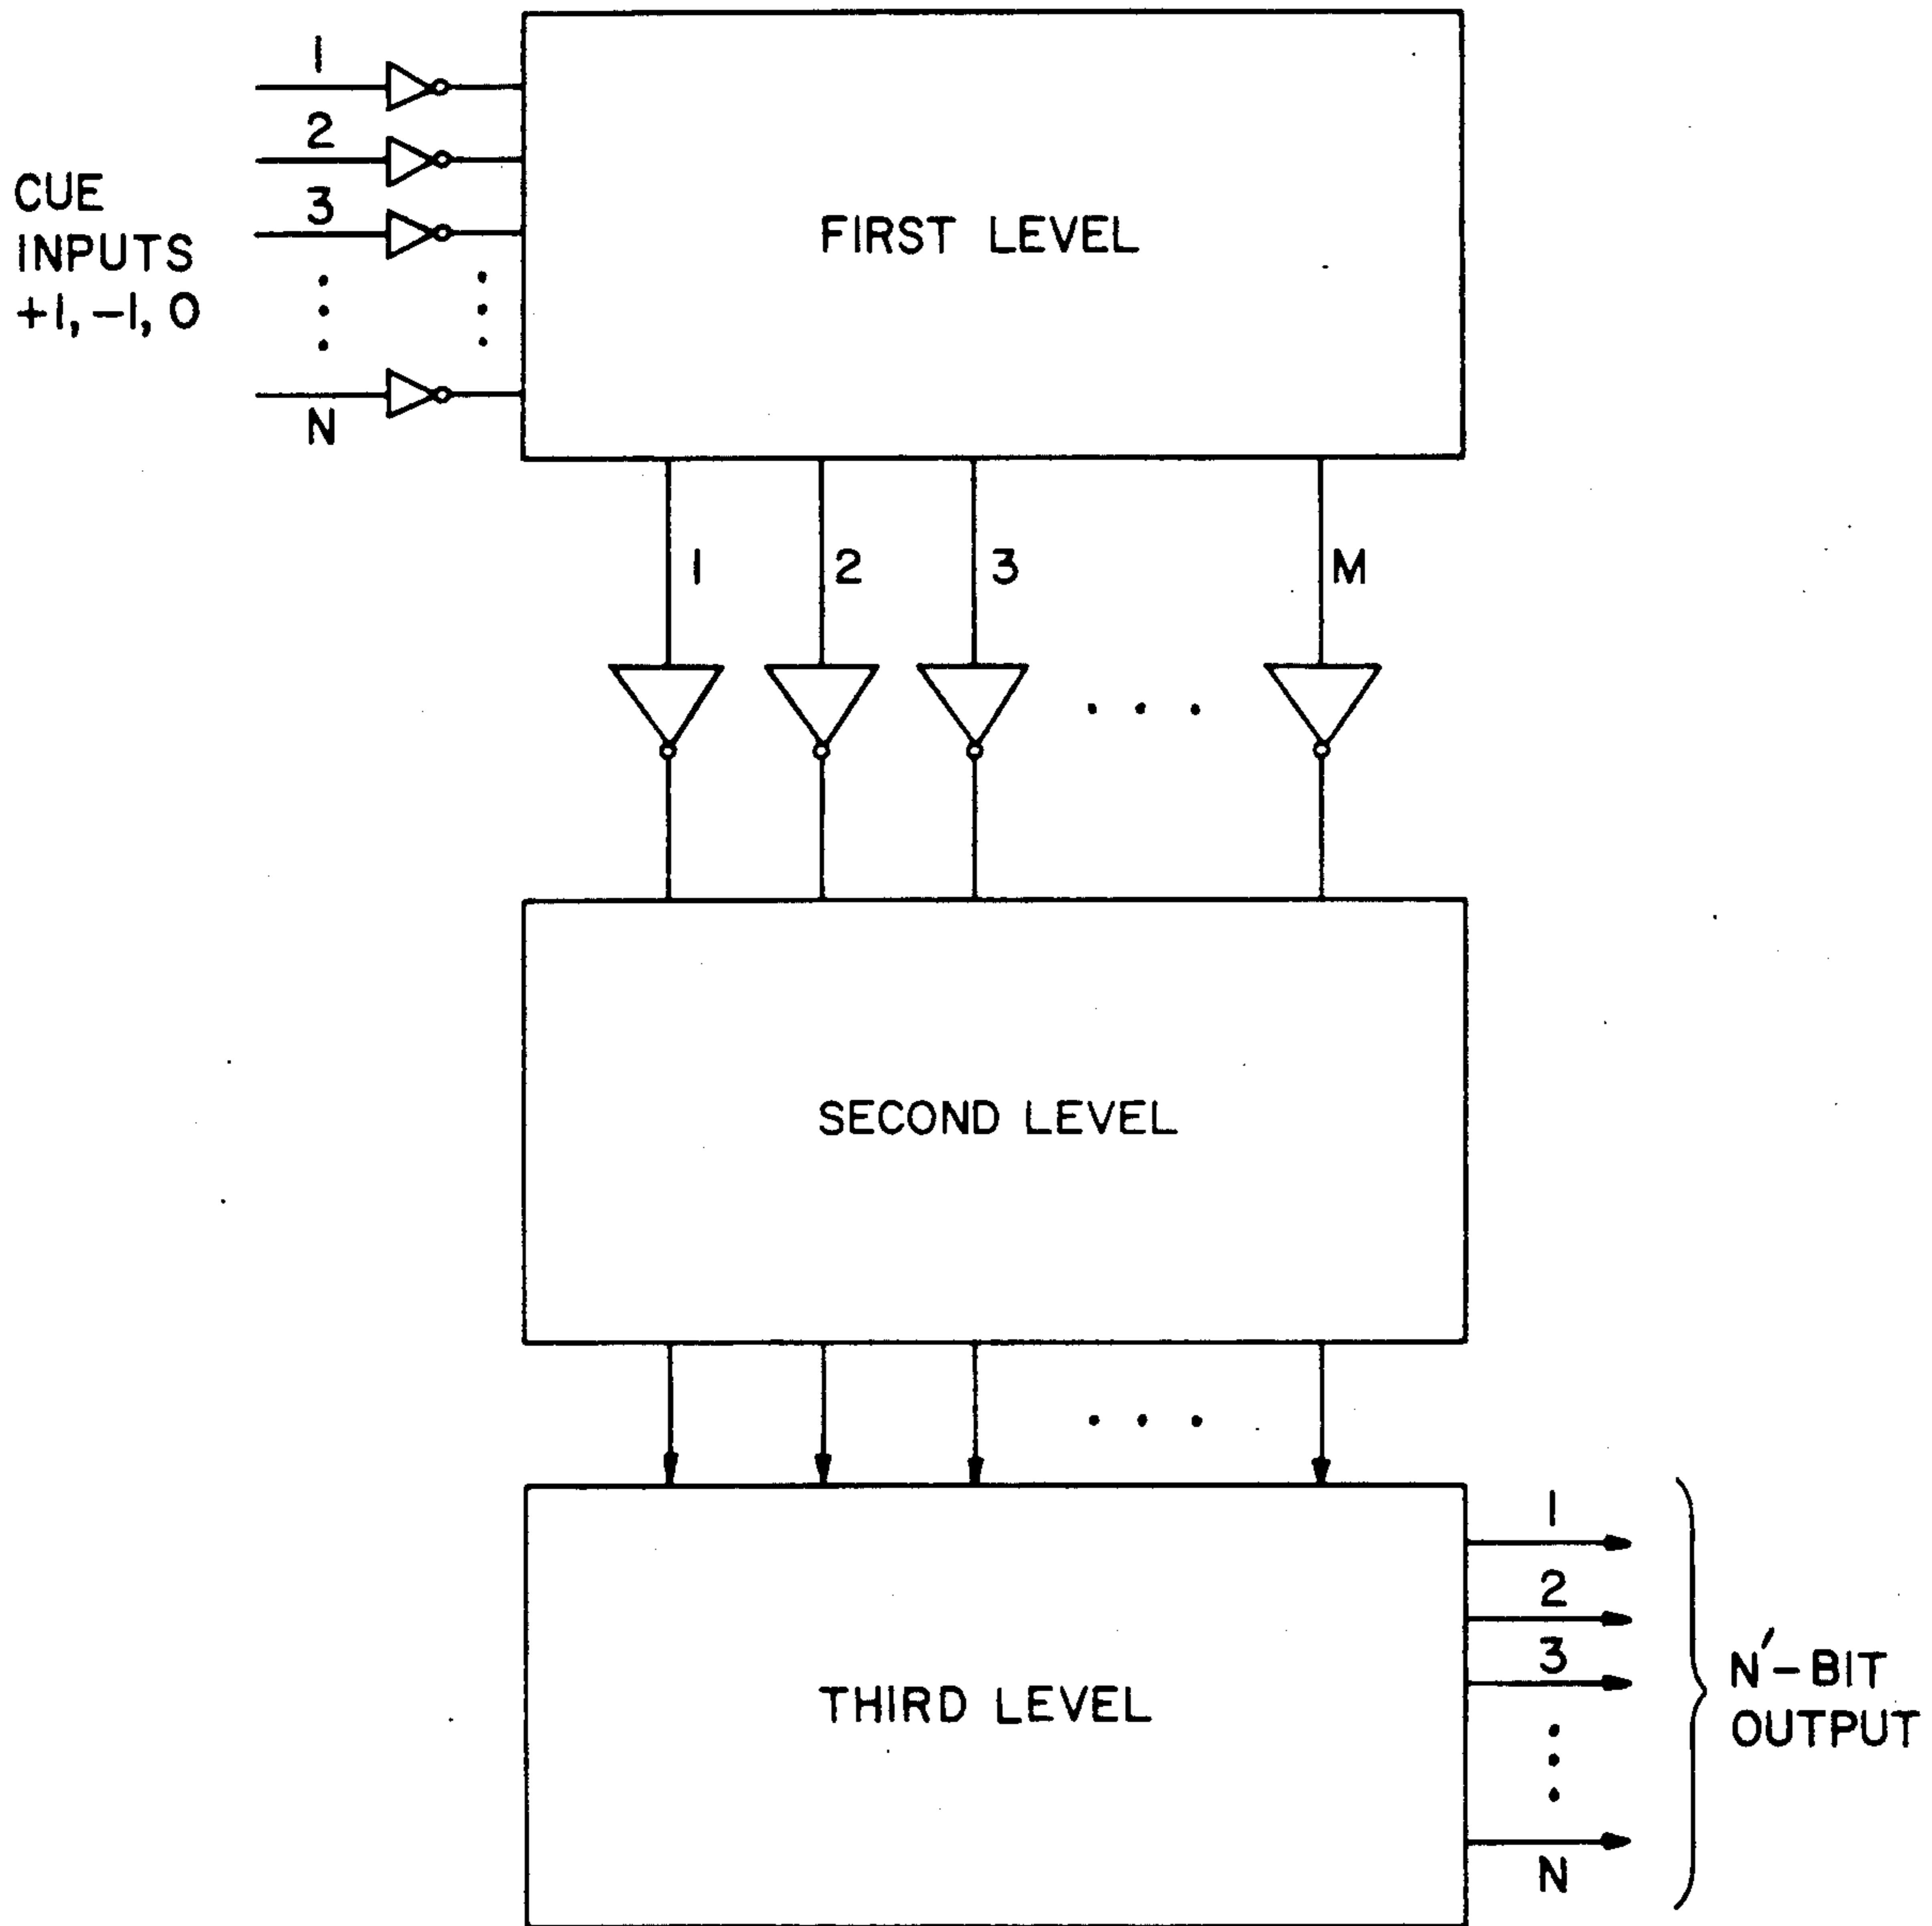 1
2
3
N
CUE
INPUTS
+1, -1, 0
FIRST LEVEL
1
2
3
M
SECOND LEVEL
THIRD LEVEL
1
2
3
N
N′-BIT
OUTPUT